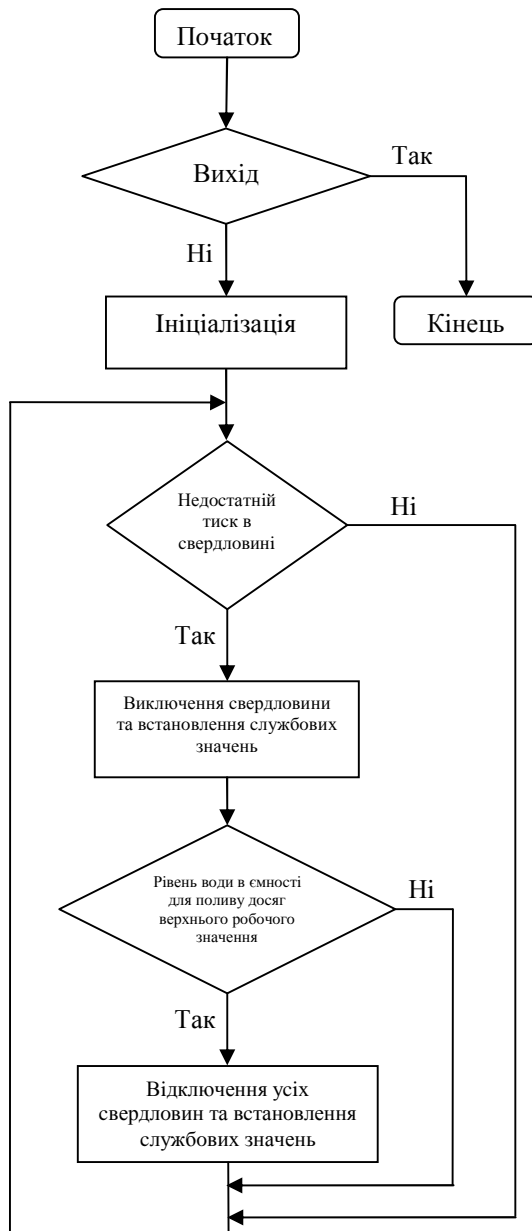 Початок
Вихід
Так
Ні
Ініціалізація
Кінець
Недостатній
тиск в
свердловині
Ні
Так
Виключення свердловини
та встановлення службових
значень
Рівень води в ємності
для поливу досяг
верхнього робочого
значення
Ні
Так
Відключення усіх
свердловин та встановлення
службових значень